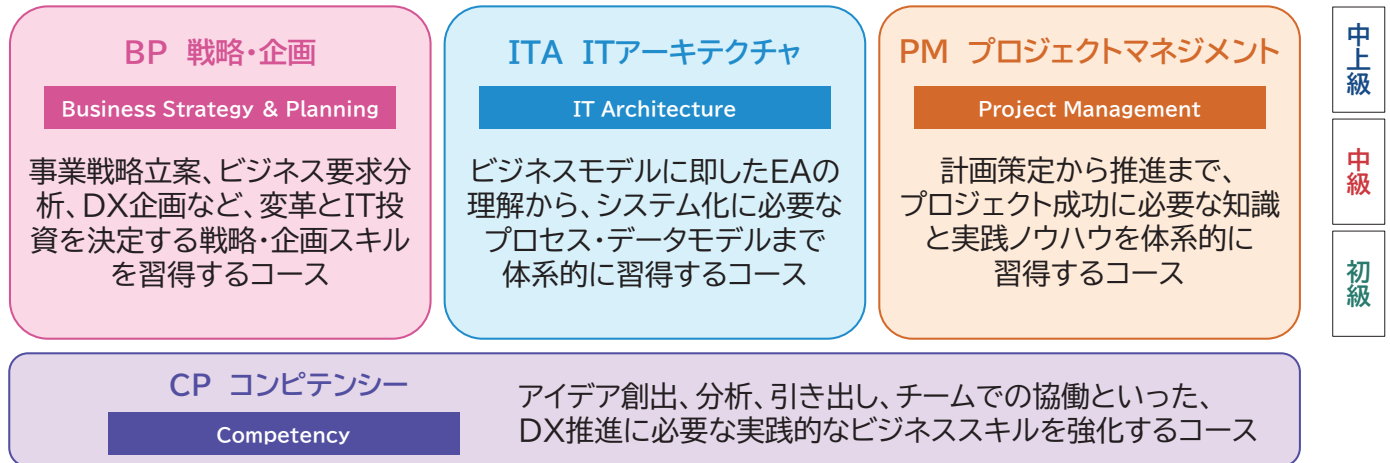 BP 戦略・企画
Business Strategy & Planning
事業戦略立案、ビジネス要求分
析、DX企画など、変革とIT投
資を決定する戦略・企画スキル
を習得するコース
ITA ITアーキテクチャ
IT Architecture
ビジネスモデルに即したEAの
理解から、システム化に必要な
プロセス・データモデルまで
体系的に習得するコース
PM プロジェクトマネジメント
Project Management
計画策定から推進まで、
プロジェクト成功に必要な知識
と実践ノウハウを体系的に
習得するコース
中上級
中級
初級
CP コンピテンシー
Competency
アイデア創出、分析、引き出し、チームでの協働といった、
DX推進に必要な実践的なビジネススキルを強化するコース